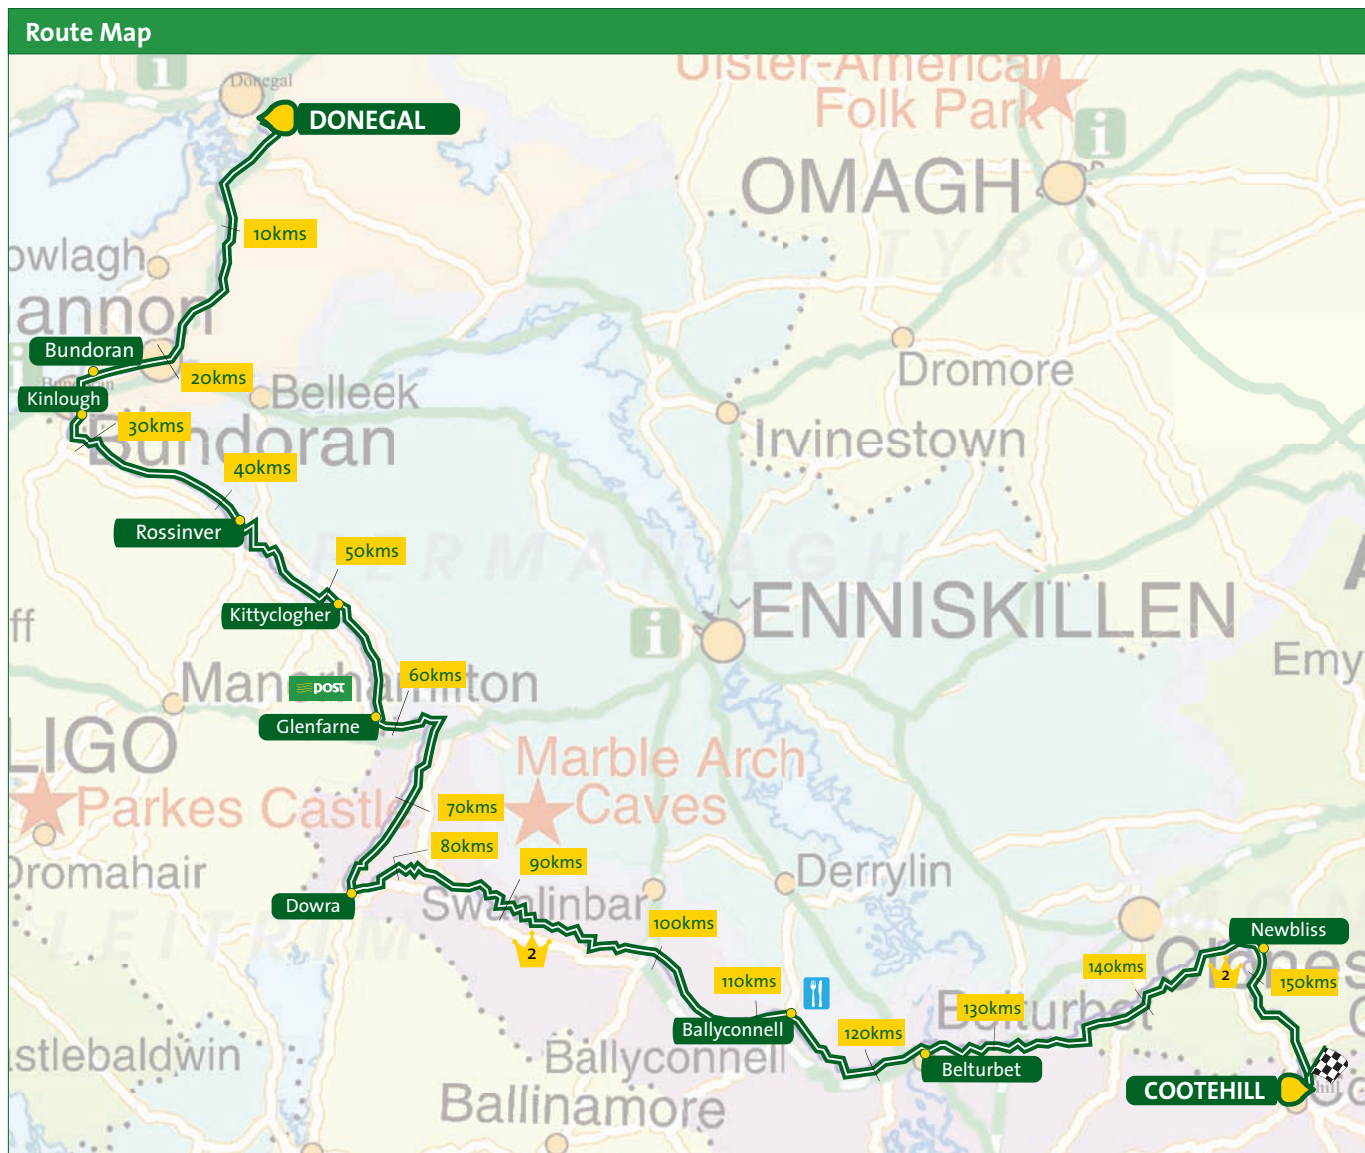 Route Map
Ulster-American
Folk Park
Donegal
DONEGAL
OMAGH
TYRONE
10kms
owlagh
annon
Bundoran
20kms
Belleek
Dromore
Kinlough
30kms
Bundoran
Irvinestown
40kms
Rossinver
50kms
FERMANAGH
Kittyclogher
ENNISKILLEN
ff
Emy
Manorhamilton
60kms
post
Glenfarne
LIGO
Marble Arch
Caves
Parkes Castle
70kms
80kms
90kms
Dromahair
Derrylin
Dowra
Swanlinbar
LEITRIM
100kms
2
Newbliss
Clones
140kms
2
150kms
110kms
130kms
Belturbet
Ballyconnell
120kms
stlebaldwin
Ballyconnell
Belturbet
COOTEHILL
Ballinamore